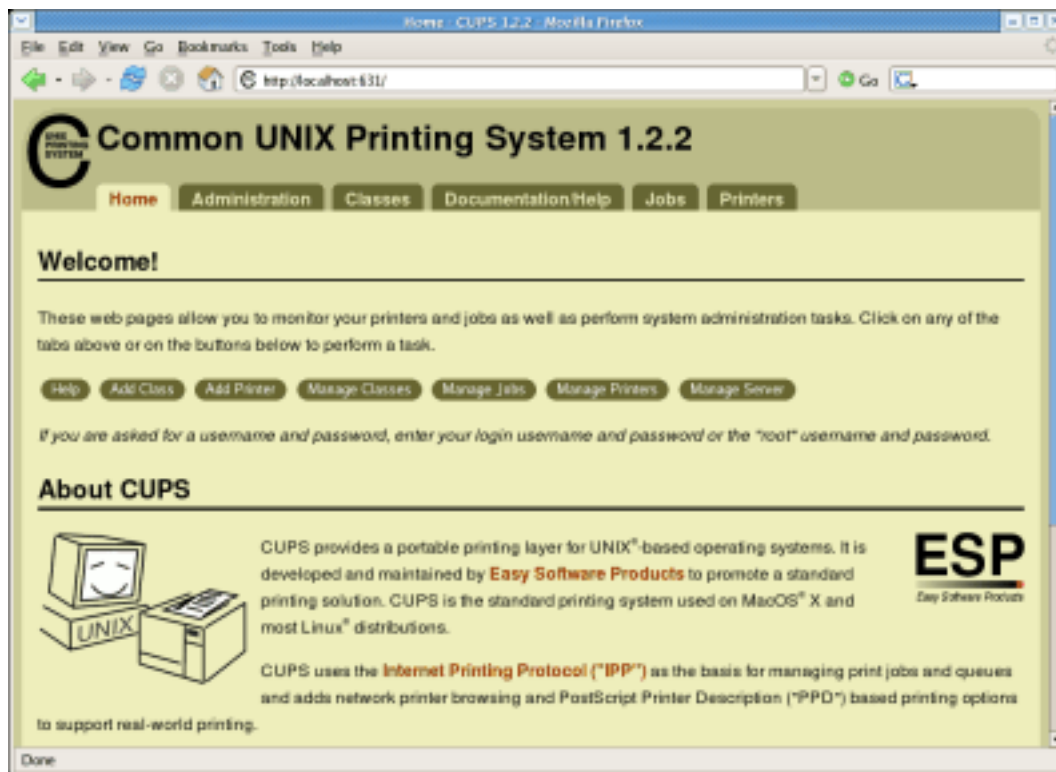 Home - CUPS 1.2.2 - Mozilla Firefox
File Edit View Go Bookmarks Tools Help
http://localhost:631/ Go
UNIX PRINTING SYSTEM
Common UNIX Printing System 1.2.2
Home Administration Classes Documentation/Help Jobs Printers
Welcome!
These web pages allow you to monitor your printers and jobs as well as perform system administration tasks. Click on any of the
tabs above or on the buttons below to perform a task.
Help Add Class Add Printer Manage Classes Manage Jobs Manage Printers Manage Server
If you are asked for a username and password, enter your login username and password or the "root" username and password.
About CUPS
CUPS provides a portable printing layer for UNIX®-based operating systems. It is
developed and maintained by Easy Software Products to promote a standard
printing solution. CUPS is the standard printing system used on MacOS® X and
most Linux® distributions.
ESP
Easy Software Products
UNIX
CUPS uses the Internet Printing Protocol ("IPP") as the basis for managing print jobs and queues
and adds network printer browsing and PostScript Printer Description ("PPD") based printing options
to support real-world printing.
Done